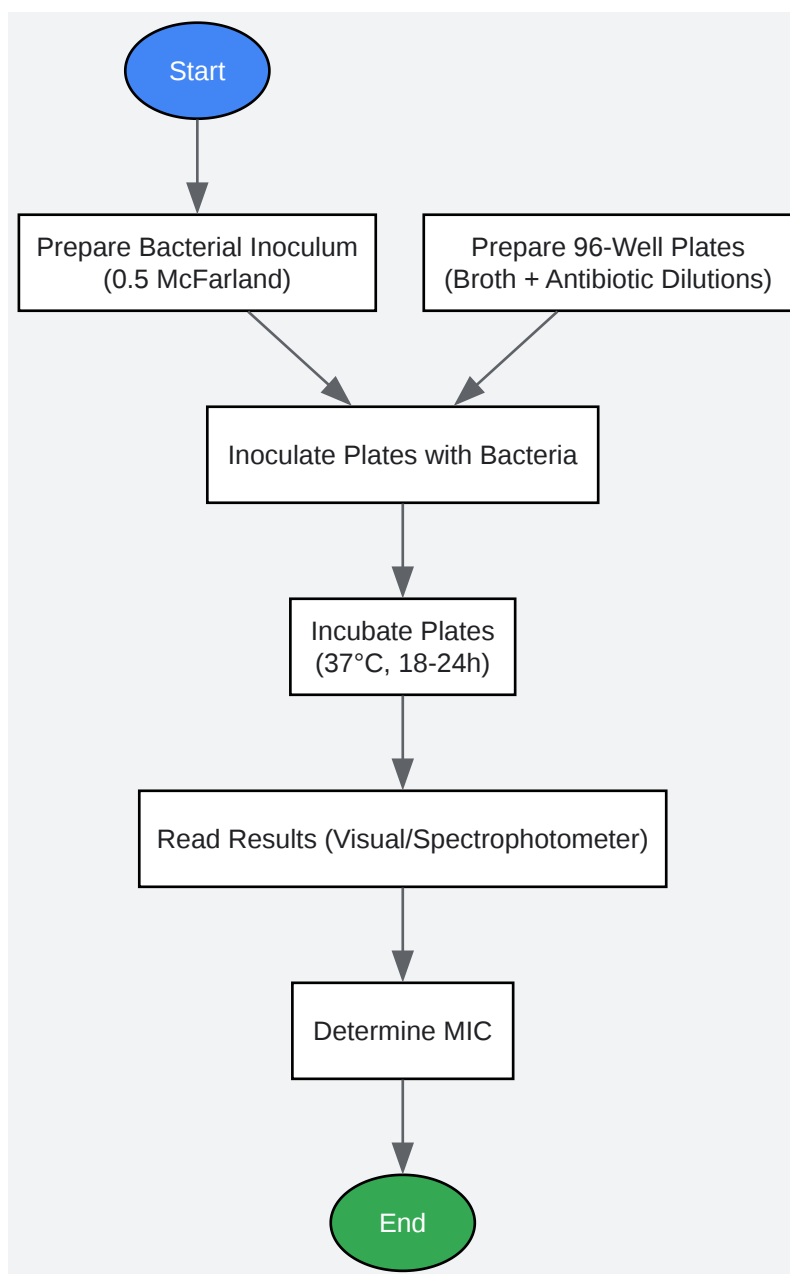 Start
Prepare Bacterial Inoculum
(0.5 McFarland)
Prepare 96-Well Plates
(Broth + Antibiotic Dilutions)
Inoculate Plates with Bacteria
Incubate Plates
(37°C, 18-24h)
Read Results (Visual/Spectrophotometer)
Determine MIC
End